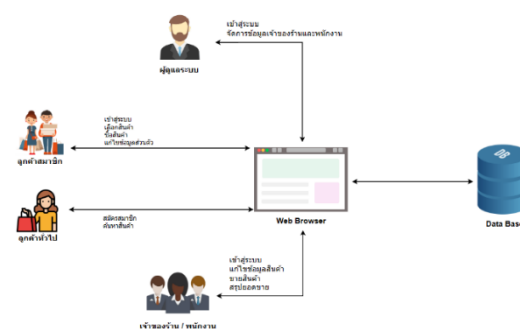 เข้าสู่ระบบ
จัดการข้อมูลเจ้าของร้านและพนักงาน
ผู้ดูแลระบบ
เข้าสู่ระบบ
เลือกสินค้า
ซื้อสินค้า
แก้ไขข้อมูลส่วนตัว
ลูกค้าสมาชิก
Web Browser
DB
Data Base
สมัครสมาชิก
ค้นหาสินค้า
ลูกค้าทั่วไป
เข้าสู่ระบบ
แก้ไขข้อมูลสินค้า
ขายสินค้า
สรุปยอดขาย
เจ้าของร้าน / พนักงาน